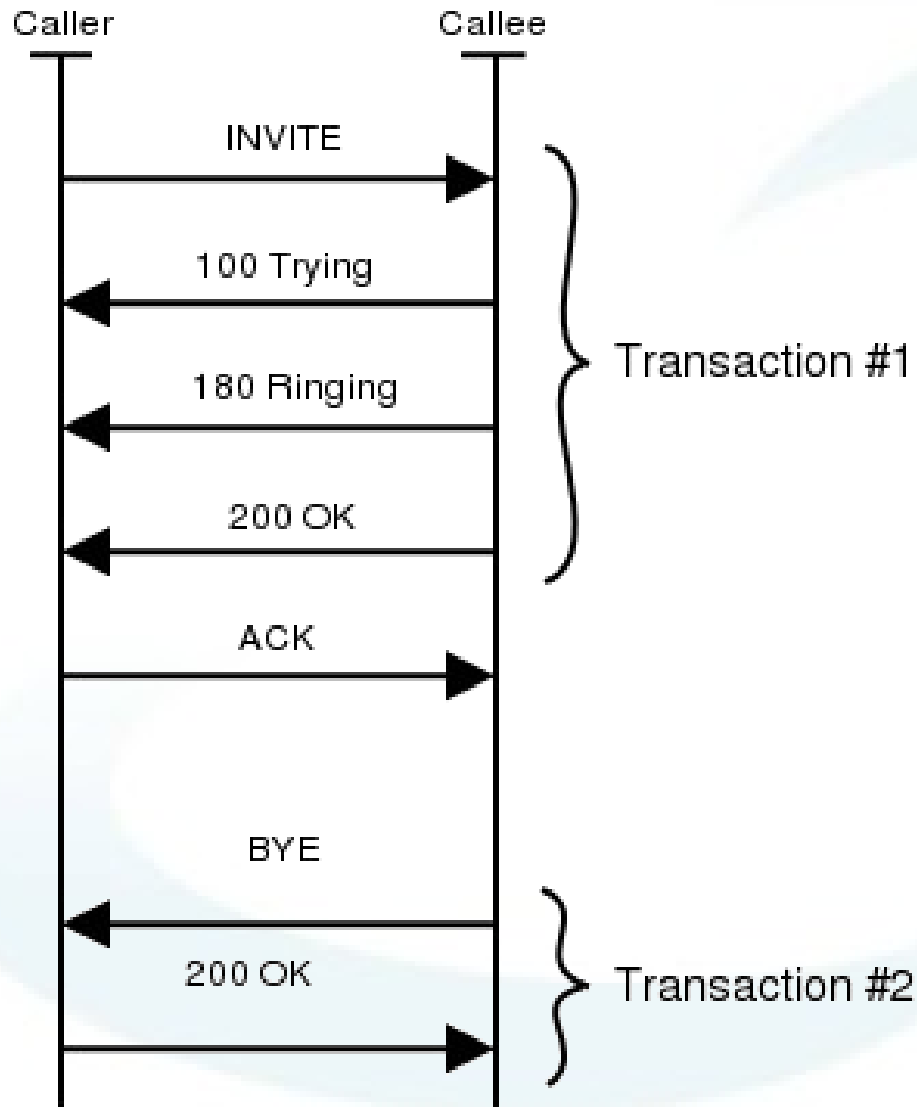 Caller Callee
INVITE
100 Trying
180 Ringing
Transaction #1
200 OK
ACK
BYE
200 OK
Transaction #2